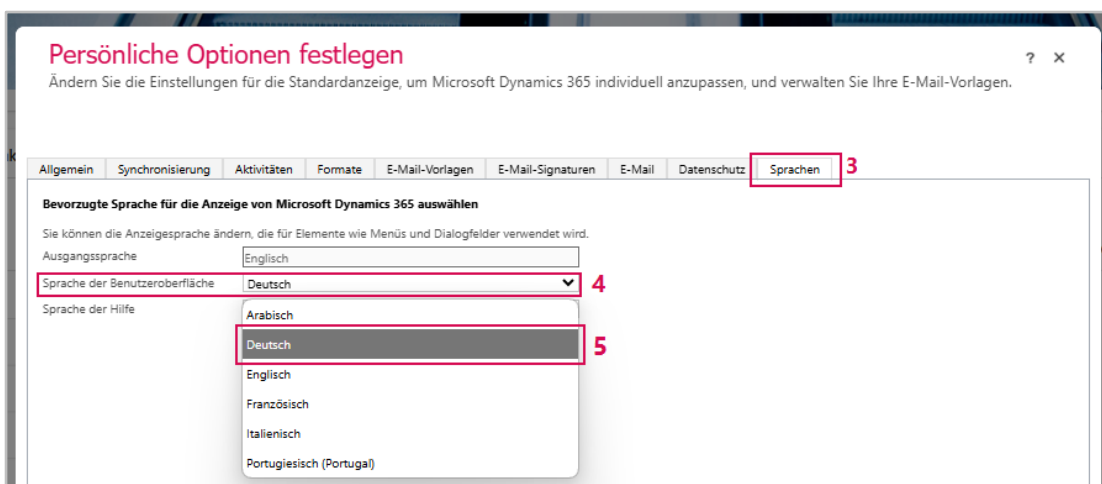 Persönliche Optionen festlegen
? ×
Ändern Sie die Einstellungen für die Standardanzeige, um Microsoft Dynamics 365 individuell anzupassen, und verwalten Sie Ihre E-Mail-Vorlagen.
Allgemein Synchronisierung Aktivitäten Formate E-Mail-Vorlagen E-Mail-Signaturen E-Mail Datenschutz Sprachen 3
Bevorzugte Sprache für die Anzeige von Microsoft Dynamics 365 auswählen
Sie können die Anzeigesprache ändern, die für Elemente wie Menüs und Dialogfelder verwendet wird.
Ausgangssprache Englisch
Sprache der Benutzeroberfläche Deutsch 4
Sprache der Hilfe
Arabisch
Deutsch 5
Englisch
Französisch
Italienisch
Portugiesisch (Portugal)